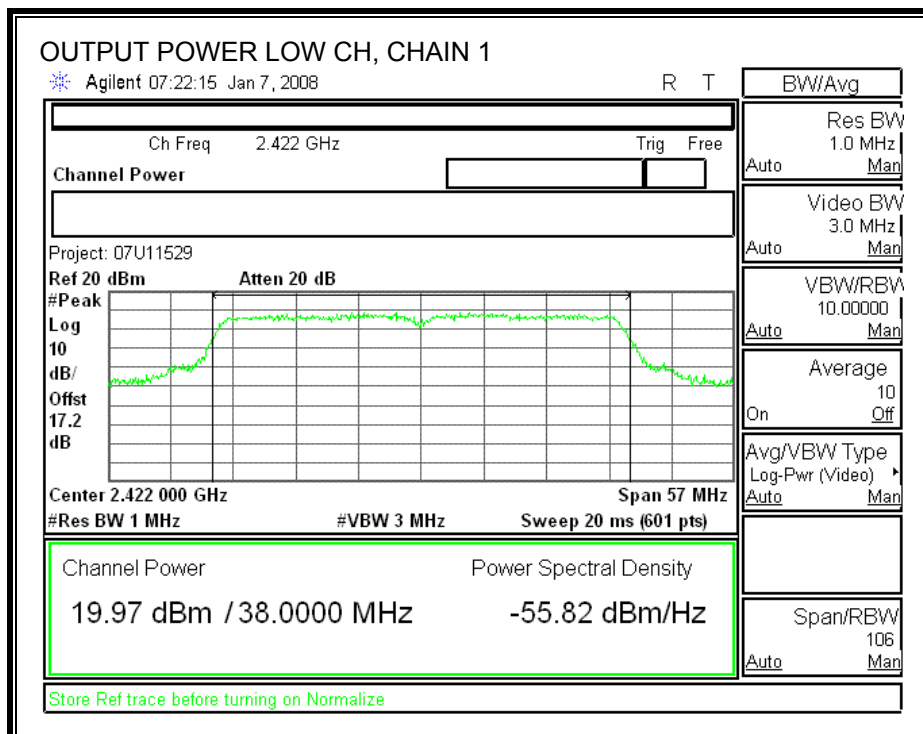 OUTPUT POWER LOW CH, CHAIN 1
Agilent 07:22:15 Jan 7, 2008 R T
Ch Freq 2.422 GHz Trig Free
Channel Power
Project: 07U11529
Ref 20 dBm Atten 20 dB
#Peak
Log
10
dB/
Offst
17.2
dB
Center 2.422 000 GHz Span 57 MHz
#Res BW 1 MHz #VBW 3 MHz Sweep 20 ms (601 pts)
Channel Power Power Spectral Density
19.97 dBm / 38.0000 MHz -55.82 dBm/Hz
Store Ref trace before turning on Normalize
BW/Avg
Res BW
1.0 MHz
Auto Man
Video BW
3.0 MHz
Auto Man
VBW/RBW
10.00000
Auto Man
Average
10
On Off
Avg/VBW Type
Log-Pwr (Video)
Auto Man
Span/RBW
106
Auto Man